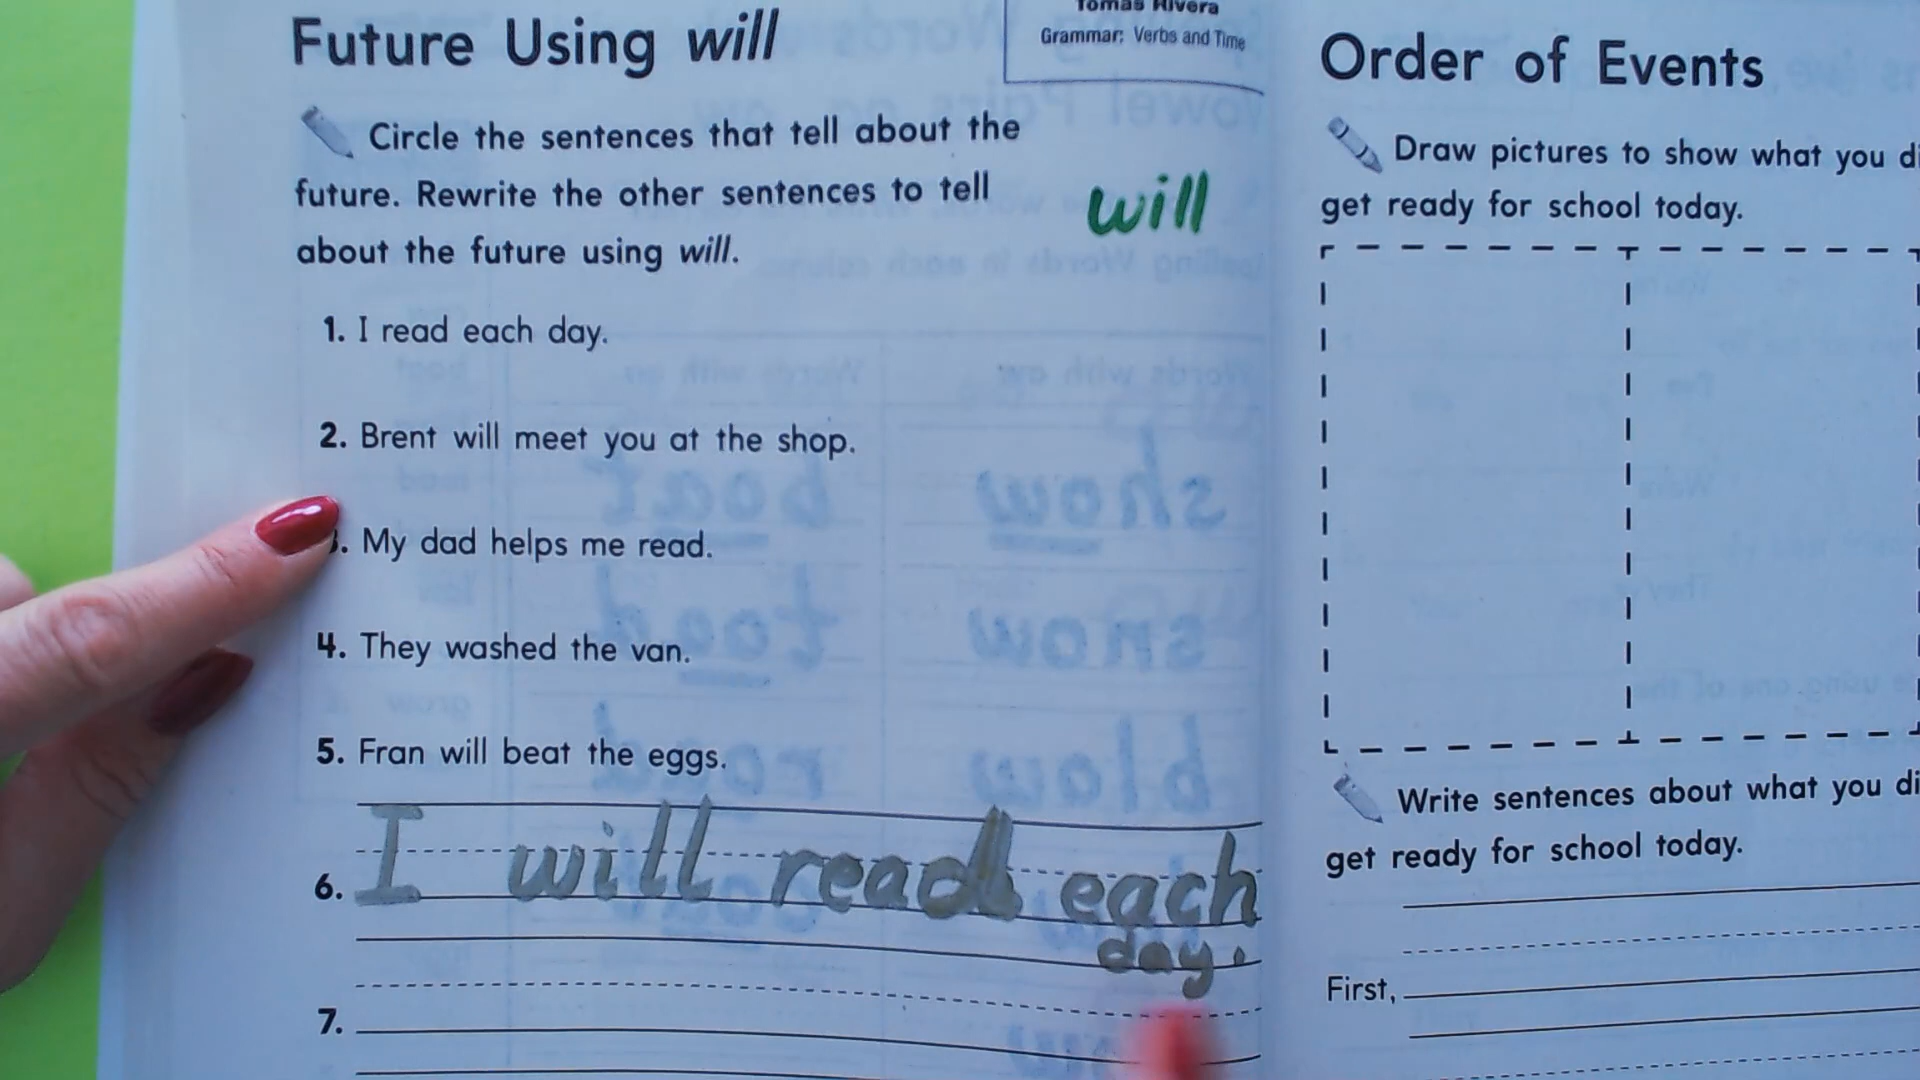 Future Using will
Tomás Rivera
Grammar: Verbs and Time
Circle the sentences that tell about the
future. Rewrite the other sentences to tell
about the future using will.
will
1. I read each day.
2. Brent will meet you at the shop.
3. My dad helps me read.
4. They washed the van.
5. Fran will beat the eggs.
6. I will read each
day.
7.
Order of Events
Draw pictures to show what you di
get ready for school today.
Write sentences about what you di
get ready for school today.
First,